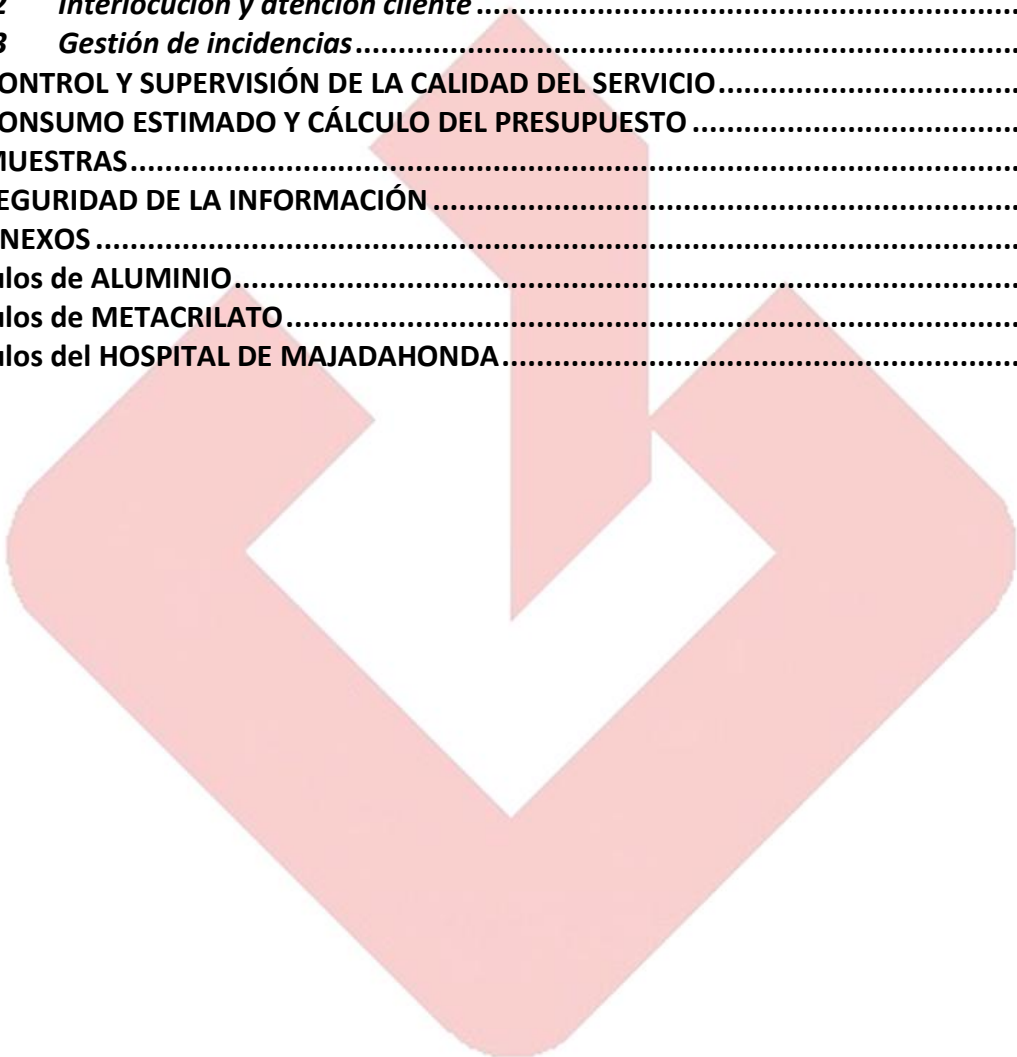 2 Interlocución y atención cliente
3 Gestión de incidencias
ONTROL Y SUPERVISIÓN DE LA CALIDAD DEL SERVICIO
ONSUMO ESTIMADO Y CÁLCULO DEL PRESUPUESTO
MUESTRAS
EGURIDAD DE LA INFORMACIÓN
NEXOS
ulos de ALUMINIO
ulos de METACRILATO
ulos del HOSPITAL DE MAJADAHONDA